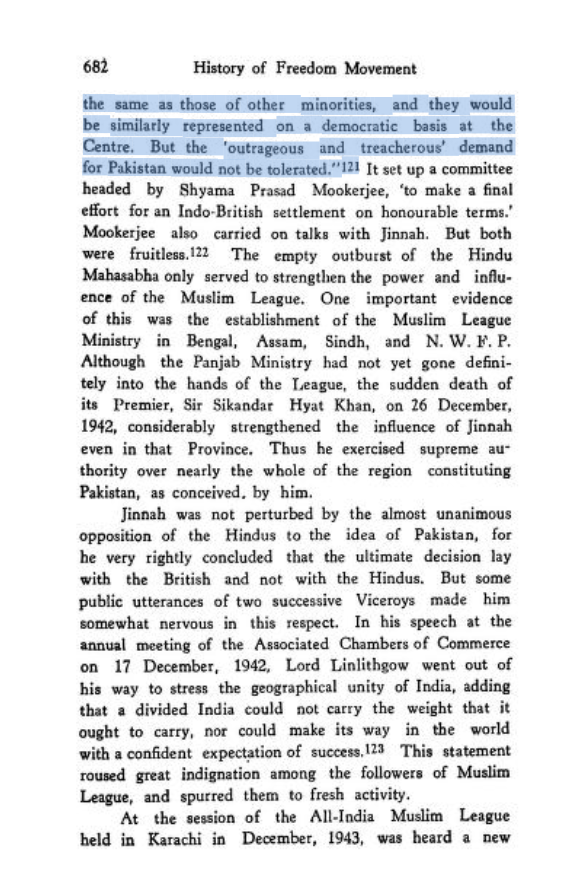 682 History of Freedom Movement
the same as those of other minorities, and they would
be similarly represented on a democratic basis at the
Centre. But the 'outrageous and treacherous' demand
for Pakistan would not be tolerated."121 It set up a committee
headed by Shyama Prasad Mookerjee, 'to make a final
effort for an Indo-British settlement on honourable terms.'
Mookerjee also carried on talks with Jinnah. But both
were fruitless.122 The empty outburst of the Hindu
Mahasabha only served to strengthen the power and influ-
ence of the Muslim League. One important evidence
of this was the establishment of the Muslim League
Ministry in Bengal, Assam, Sindh, and N. W. F. P.
Although the Panjab Ministry had not yet gone defini-
tely into the hands of the League, the sudden death of
its Premier, Sir Sikandar Hyat Khan, on 26 December,
1942, considerably strengthened the influence of Jinnah
even in that Province. Thus he exercised supreme au-
thority over nearly the whole of the region constituting
Pakistan, as conceived. by him.
Jinnah was not perturbed by the almost unanimous
opposition of the Hindus to the idea of Pakistan, for
he very rightly concluded that the ultimate decision lay
with the British and not with the Hindus. But some
public utterances of two successive Viceroys made him
somewhat nervous in this respect. In his speech at the
annual meeting of the Associated Chambers of Commerce
on 17 December, 1942, Lord Linlithgow went out of
his way to stress the geographical unity of India, adding
that a divided India could not carry the weight that it
ought to carry, nor could make its way in the world
with a confident expectation of success.123 This statement
roused great indignation among the followers of Muslim
League, and spurred them to fresh activity.
At the session of the All-India Muslim League
held in Karachi in December, 1943, was heard a new